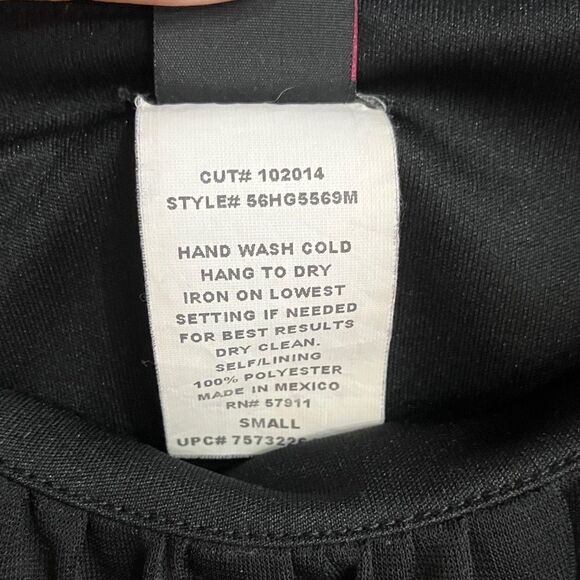 CUT# 102014
STYLE# 56HG5569M
HAND WASH COLD
HANG TO DRY
IRON ON LOWEST
SETTING IF NEEDED
FOR BEST RESULTS
DRY CLEAN.
SELF/LINING
100% POLYESTER
MADE IN MEXICO
RN# 57911
SMALL
UPC#